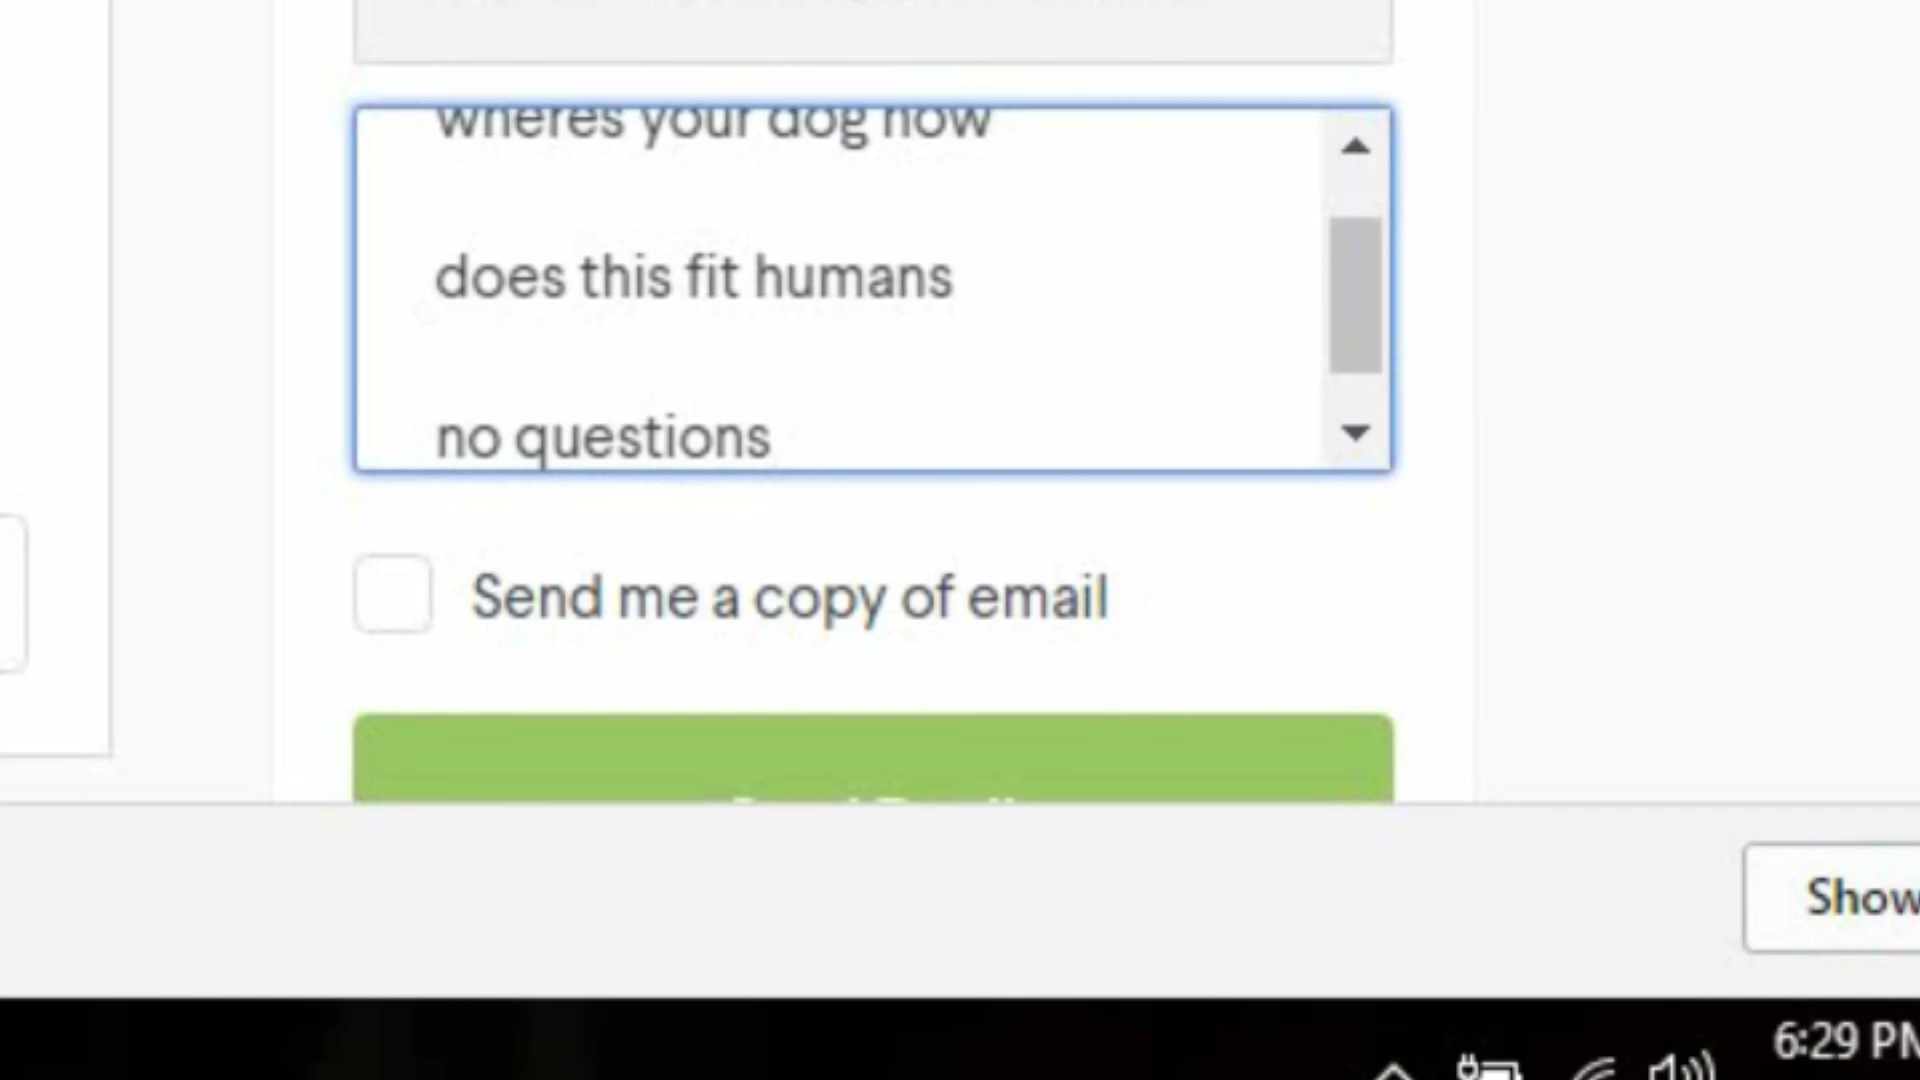 wheres your dog now
does this fit humans
no questions
Send me a copy of email
Show
6:29 PM